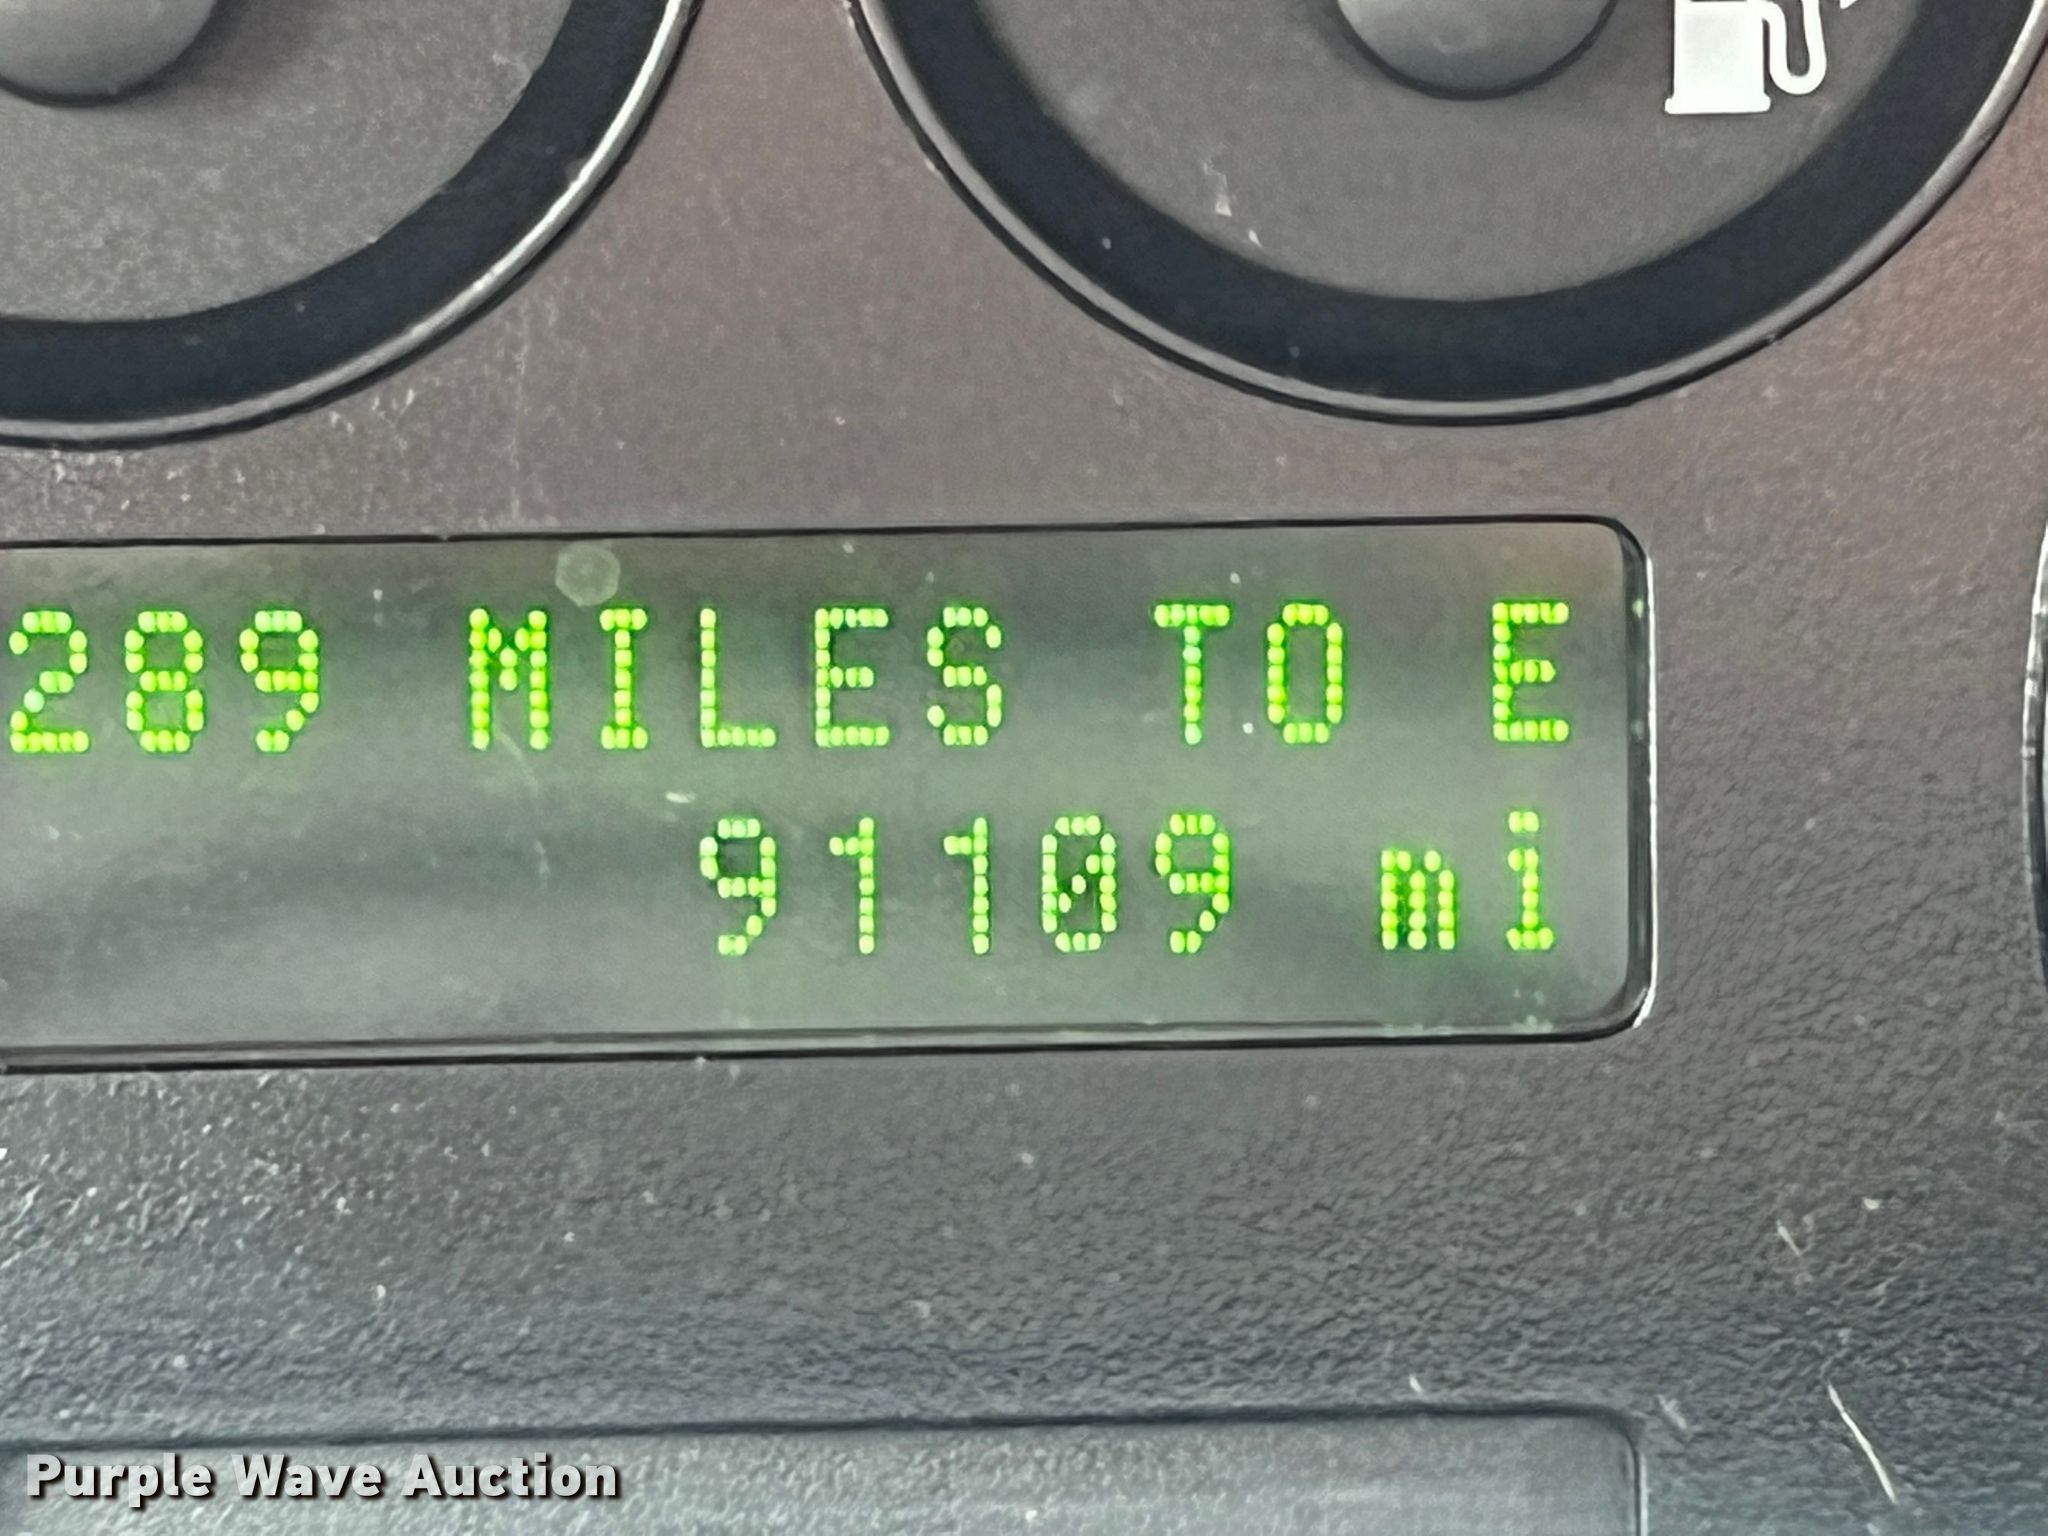 289 MILES TO E
91109 mi
Purple Wave Auction